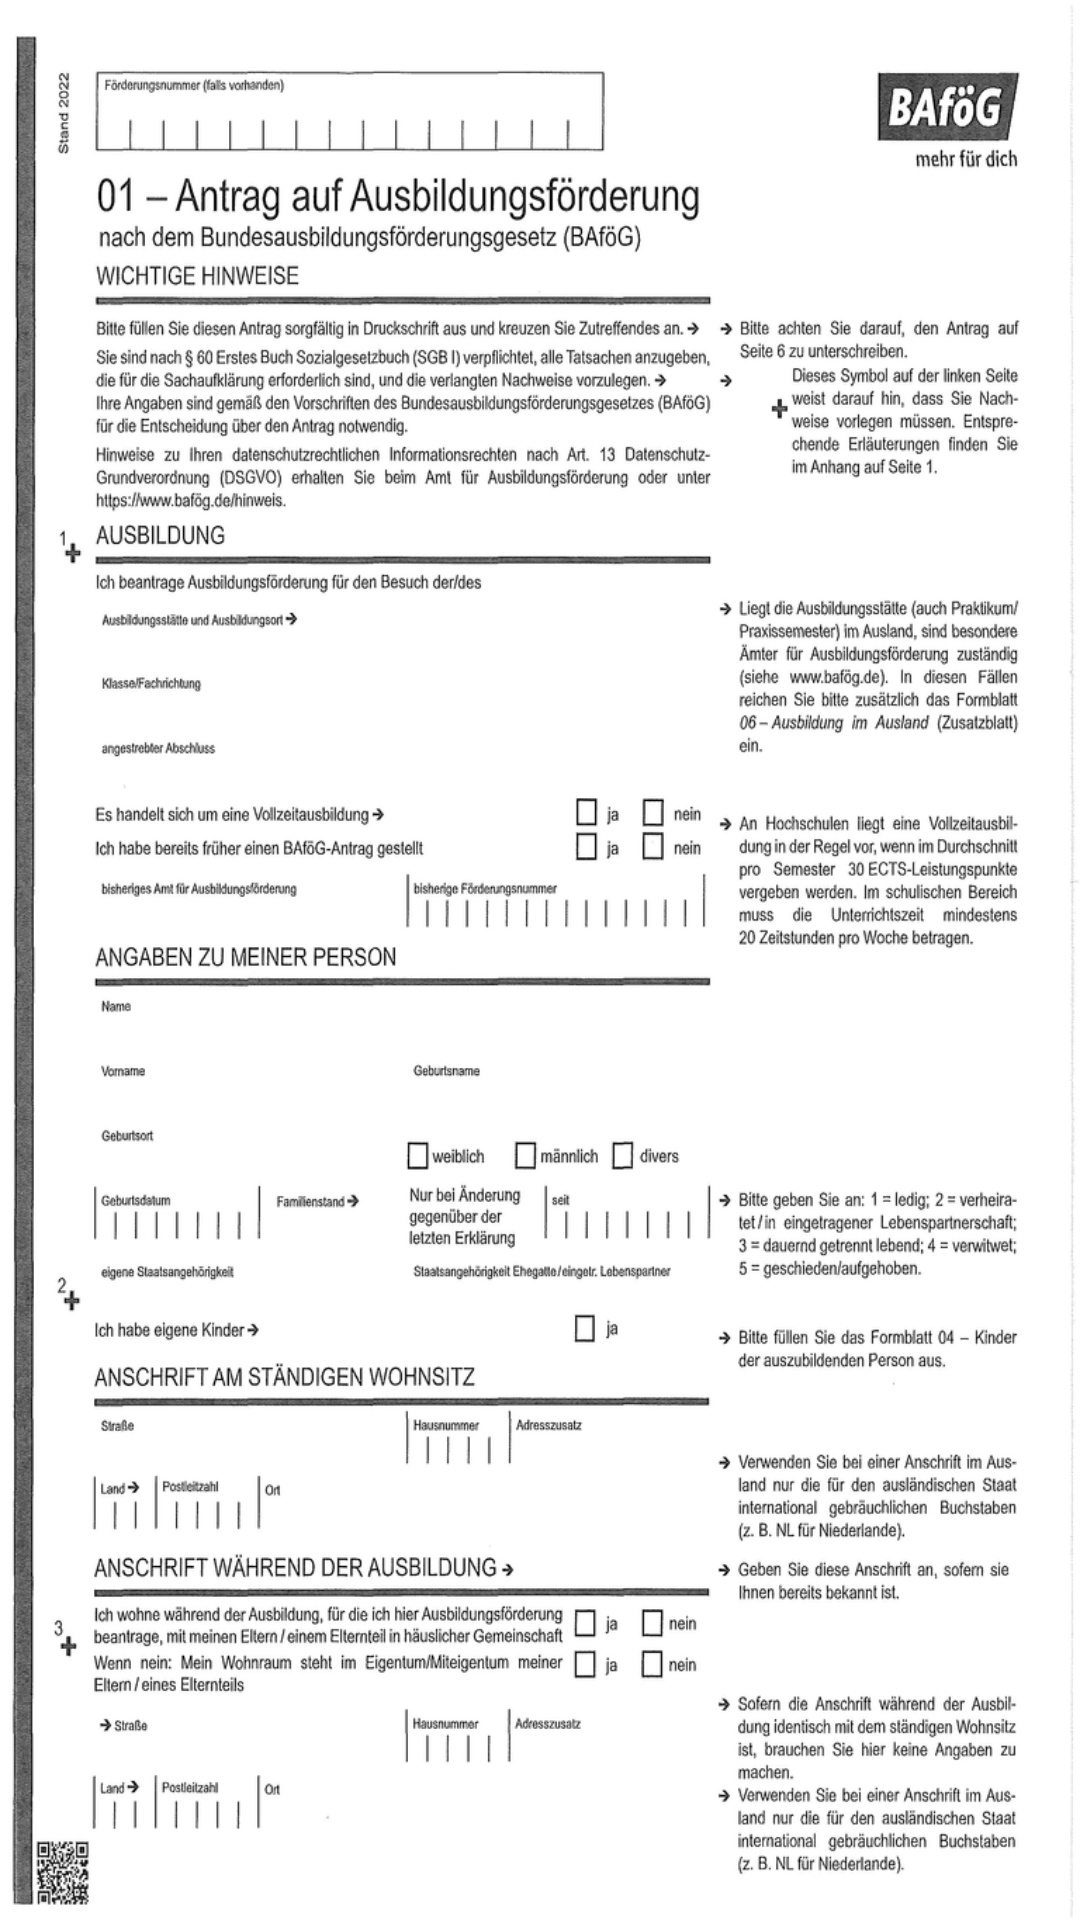 Stand 2022
Förderungsnummer (falls vorhanden)
BAföG
mehr für dich
01 – Antrag auf Ausbildungsförderung
nach dem Bundesausbildungsförderungsgesetz (BAföG)
WICHTIGE HINWEISE
Bitte füllen Sie diesen Antrag sorgfältig in Druckschrift aus und kreuzen Sie Zutreffendes an. →
Sie sind nach § 60 Erstes Buch Sozialgesetzbuch (SGB I) verpflichtet, alle Tatsachen anzugeben,
die für die Sachaufklärung erforderlich sind, und die verlangten Nachweise vorzulegen. →
Ihre Angaben sind gemäß den Vorschriften des Bundesausbildungsförderungsgesetzes (BAföG)
für die Entscheidung über den Antrag notwendig.
Hinweise zu Ihren datenschutzrechtlichen Informationsrechten nach Art. 13 Datenschutz-
Grundverordnung (DSGVO) erhalten Sie beim Amt für Ausbildungsförderung oder unter
https://www.bafög.de/hinweis.
→ Bitte achten Sie darauf, den Antrag auf
Seite 6 zu unterschreiben.
→ Dieses Symbol auf der linken Seite
+ weist darauf hin, dass Sie Nach-
weise vorlegen müssen. Entspre-
chende Erläuterungen finden Sie
im Anhang auf Seite 1.
1 + AUSBILDUNG
Ich beantrage Ausbildungsförderung für den Besuch der/des
Ausbildungsstätte und Ausbildungsort →
Klasse/Fachrichtung
angestrebter Abschluss
→ Liegt die Ausbildungsstätte (auch Praktikum/
Praxissemester) im Ausland, sind besondere
Ämter für Ausbildungsförderung zuständig
(siehe www.bafög.de). In diesen Fällen
reichen Sie bitte zusätzlich das Formblatt
06 – Ausbildung im Ausland (Zusatzblatt)
ein.
Es handelt sich um eine Vollzeitausbildung → ja nein
Ich habe bereits früher einen BAföG-Antrag gestellt ja nein
bisheriges Amt für Ausbildungsförderung bisherige Förderungsnummer
→ An Hochschulen liegt eine Vollzeitausbil-
dung in der Regel vor, wenn im Durchschnitt
pro Semester 30 ECTS-Leistungspunkte
vergeben werden. Im schulischen Bereich
muss die Unterrichtszeit mindestens
20 Zeitstunden pro Woche betragen.
ANGABEN ZU MEINER PERSON
Name
Vorname Geburtsname
Geburtsort
weiblich männlich divers
Geburtsdatum Familienstand → Nur bei Änderung seit
gegenüber der
letzten Erklärung
→ Bitte geben Sie an: 1 = ledig; 2 = verheira-
tet / in eingetragener Lebenspartnerschaft;
3 = dauernd getrennt lebend; 4 = verwitwet;
5 = geschieden/aufgehoben.
eigene Staatsangehörigkeit Staatsangehörigkeit Ehegatte / eingetr. Lebenspartner
2 +
Ich habe eigene Kinder → ja
→ Bitte füllen Sie das Formblatt 04 – Kinder
der auszubildenden Person aus.
ANSCHRIFT AM STÄNDIGEN WOHNSITZ
Straße Hausnummer Adresszusatz
Land → Postleitzahl Ort
→ Verwenden Sie bei einer Anschrift im Aus-
land nur die für den ausländischen Staat
international gebräuchlichen Buchstaben
(z. B. NL für Niederlande).
ANSCHRIFT WÄHREND DER AUSBILDUNG →
→ Geben Sie diese Anschrift an, sofern sie
Ihnen bereits bekannt ist.
3 +
Ich wohne während der Ausbildung, für die ich hier Ausbildungsförderung
beantrage, mit meinen Eltern / einem Elternteil in häuslicher Gemeinschaft ja nein
Wenn nein: Mein Wohnraum steht im Eigentum/Miteigentum meiner ja nein
Eltern / eines Elternteils
→ Straße Hausnummer Adresszusatz
Land → Postleitzahl Ort
→ Sofern die Anschrift während der Ausbil-
dung identisch mit dem ständigen Wohnsitz
ist, brauchen Sie hier keine Angaben zu
machen.
→ Verwenden Sie bei einer Anschrift im Aus-
land nur die für den ausländischen Staat
international gebräuchlichen Buchstaben
(z. B. NL für Niederlande).